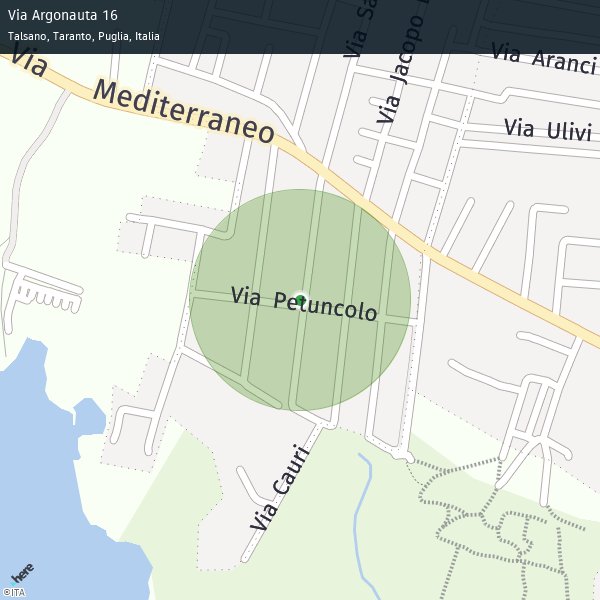 Via Argonauta 16
Talsano, Taranto, Puglia, Italia
Via Mediterraneo
Via Sa
Via Jacopo
Via Aranci
Via Ulivi
Via Petuncolo
Via Cauri
here
©ITA